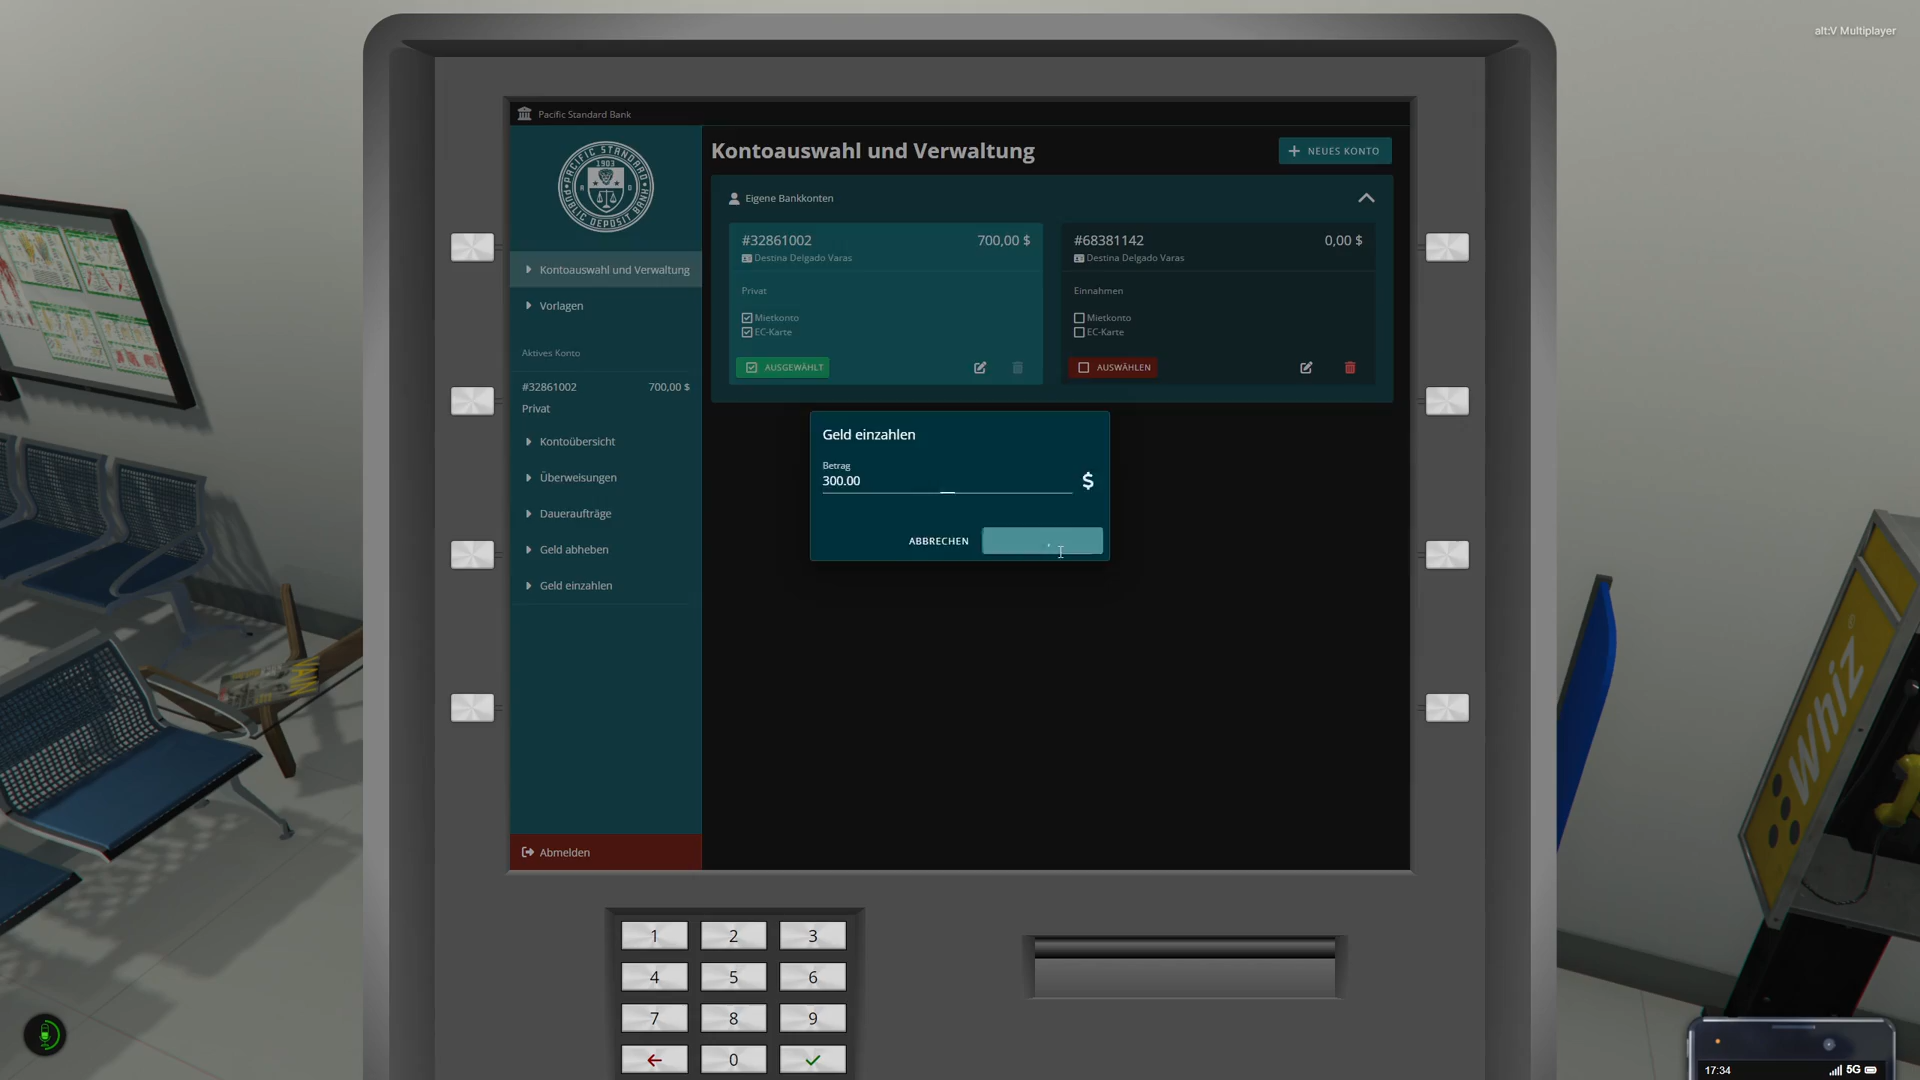 alt:V Multiplayer
Pacific Standard Bank
PACIFIC STANDARD
1903
PUBLIC DEPOSIT BANK
Kontoauswahl und Verwaltung
NEUES KONTO
Eigene Bankkonten
#32861002 700,00 $
Destina Delgado Varas
Privat
Mietkonto
EC-Karte
AUSGEWÄHLT
#68381142 0,00 $
Destina Delgado Varas
Einnahmen
Mietkonto
EC-Karte
AUSWÄHLEN
Kontoauswahl und Verwaltung
Vorlagen
Aktives Konto
#32861002 700,00 $
Privat
Kontoübersicht
Überweisungen
Daueraufträge
Geld abheben
Geld einzahlen
Abmelden
Geld einzahlen
Betrag
300.00 $
ABBRECHEN
1 2 3
4 5 6
7 8 9
0
Whiz
17:34 5G